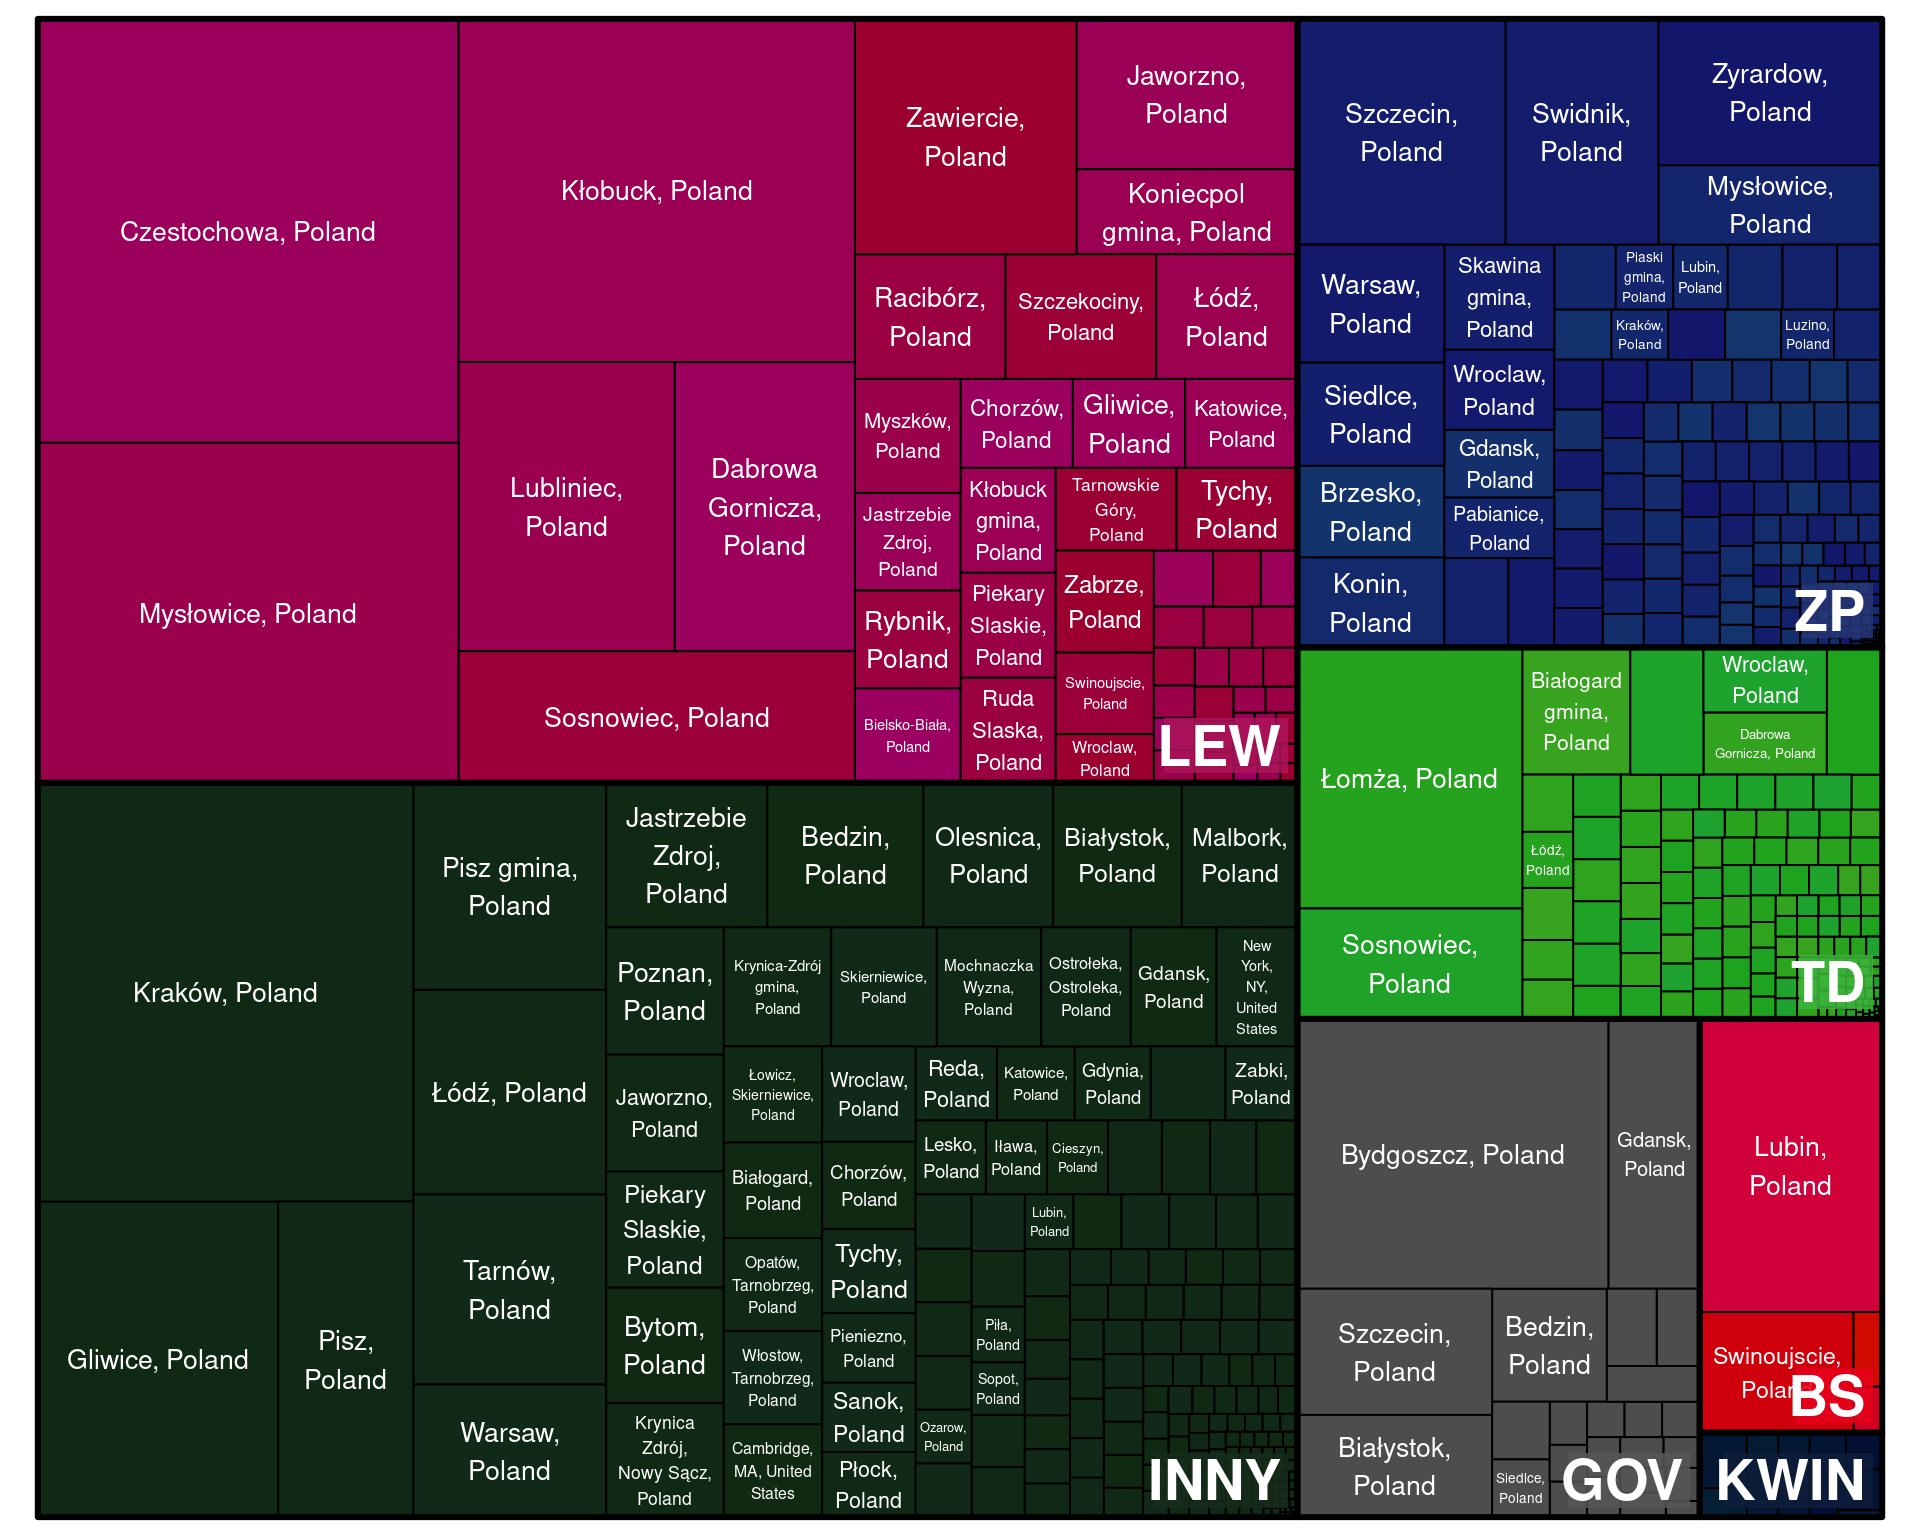 Czestochowa, Poland
Mysłowice, Poland
Kłobuck, Poland
Lubliniec,
Poland
Dabrowa
Gornicza,
Poland
Sosnowiec, Poland
Zawiercie,
Poland
Jaworzno,
Poland
Koniecpol
gmina, Poland
Racibórz,
Poland
Szczekociny,
Poland
Łódź,
Poland
Myszków,
Poland
Chorzów,
Poland
Gliwice,
Poland
Katowice,
Poland
Jastrzebie
Zdroj,
Poland
Kłobuck
gmina,
Poland
Tarnowskie
Góry,
Poland
Tychy,
Poland
Rybnik,
Poland
Piekary
Slaskie,
Poland
Zabrze,
Poland
Bielsko-Biała,
Poland
Ruda
Slaska,
Poland
Swinoujscie,
Poland
Wroclaw,
Poland
LEW
Szczecin,
Poland
Swidnik,
Poland
Zyrardow,
Poland
Mysłowice,
Poland
Warsaw,
Poland
Skawina
gmina,
Poland
Piaski
gmina,
Poland
Lubin,
Poland
Kraków,
Poland
Luzino,
Poland
Siedlce,
Poland
Wroclaw,
Poland
Gdansk,
Poland
Brzesko,
Poland
Pabianice,
Poland
Konin,
Poland
ZP
Łomża, Poland
Białogard
gmina,
Poland
Wroclaw,
Poland
Dabrowa
Gornicza, Poland
Łódź,
Poland
Sosnowiec,
Poland
TD
Kraków, Poland
Gliwice, Poland
Pisz,
Poland
Pisz gmina,
Poland
Łódź, Poland
Tarnów,
Poland
Warsaw,
Poland
Jastrzebie
Zdroj,
Poland
Bedzin,
Poland
Olesnica,
Poland
Białystok,
Poland
Malbork,
Poland
Poznan,
Poland
Krynica-Zdrój
gmina,
Poland
Skierniewice,
Poland
Mochnaczka
Wyzna,
Poland
Ostrołeka,
Ostroleka,
Poland
Gdansk,
Poland
New
York,
NY,
United
States
Jaworzno,
Poland
Łowicz,
Skierniewice,
Poland
Wroclaw,
Poland
Reda,
Poland
Katowice,
Poland
Gdynia,
Poland
Zabki,
Poland
Lesko,
Poland
Iława,
Poland
Cieszyn,
Poland
Piekary
Slaskie,
Poland
Białogard,
Poland
Chorzów,
Poland
Lubin,
Poland
Opatów,
Tarnobrzeg,
Poland
Tychy,
Poland
Bytom,
Poland
Włostow,
Tarnobrzeg,
Poland
Pieniezno,
Poland
Piła,
Poland
Sopot,
Poland
Krynica
Zdrój,
Nowy Sącz,
Poland
Cambridge,
MA, United
States
Sanok,
Poland
Ozarow,
Poland
Płock,
Poland
INNY
Bydgoszcz, Poland
Gdansk,
Poland
Szczecin,
Poland
Bedzin,
Poland
Białystok,
Poland
Siedlce,
Poland
GOV
Lubin,
Poland
Swinoujscie,
Poland
BS
KWIN